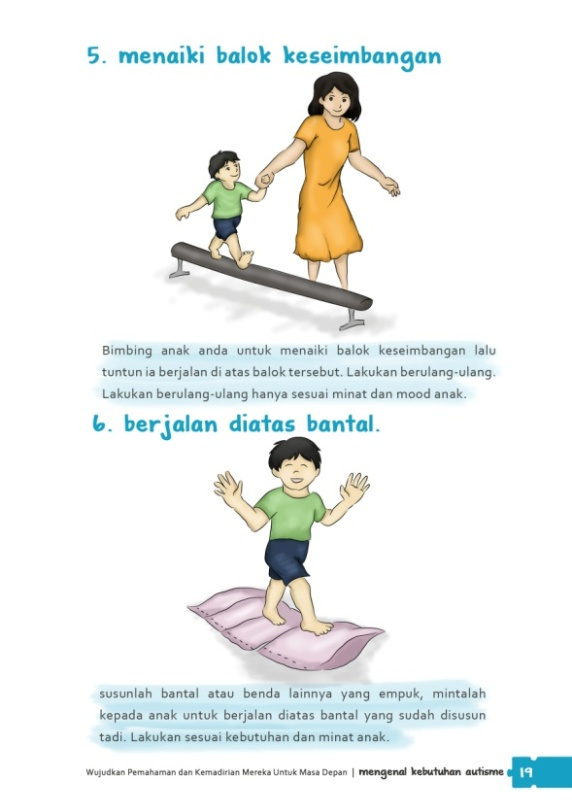 5. menaiki balok keseimbangan
Bimbing anak anda untuk menaiki balok keseimbangan lalu
tuntun ia berjalan di atas balok tersebut. Lakukan berulang-ulang.
Lakukan berulang-ulang hanya sesuai minat dan mood anak.
6. berjalan diatas bantal.
susunlah bantal atau benda lainnya yang empuk, mintalah
kepada anak untuk berjalan diatas bantal yang sudah disusun
tadi. Lakukan sesuai kebutuhan dan minat anak.
Wujudkan Pemahaman dan Kemadirian Mereka Untuk Masa Depan | mengenal kebutuhan autisme 19